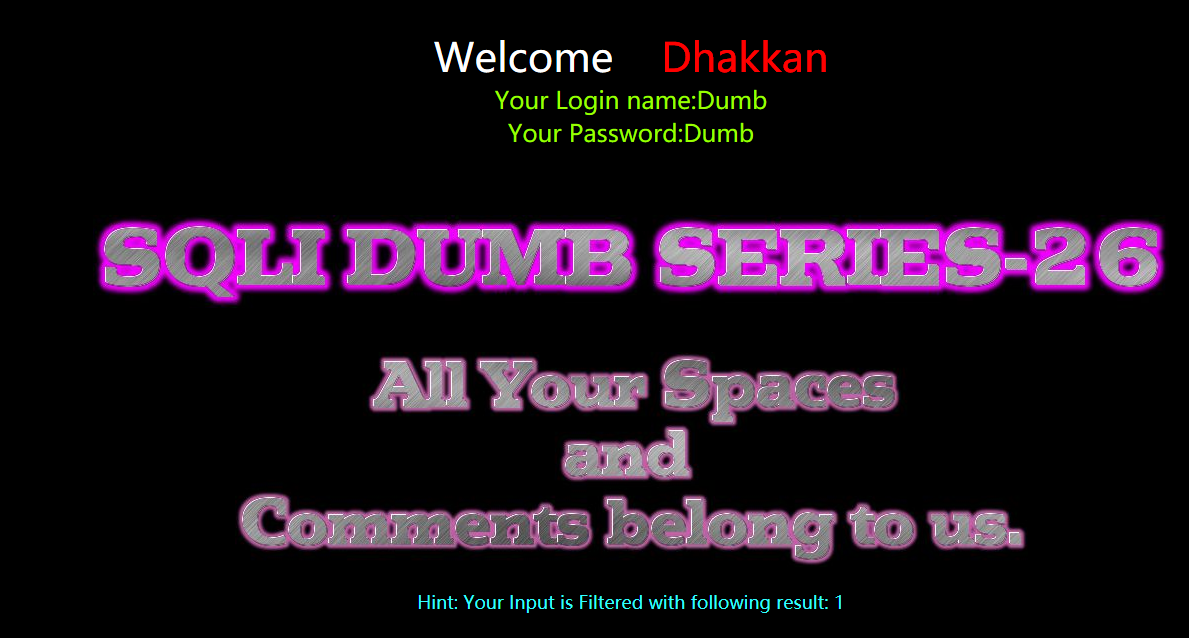 Welcome Dhakkan
Your Login name:Dumb
Your Password:Dumb
SQLI DUMB SERIES-26
All Your Spaces
and
Comments belong to us.
Hint: Your Input is Filtered with following result: 1